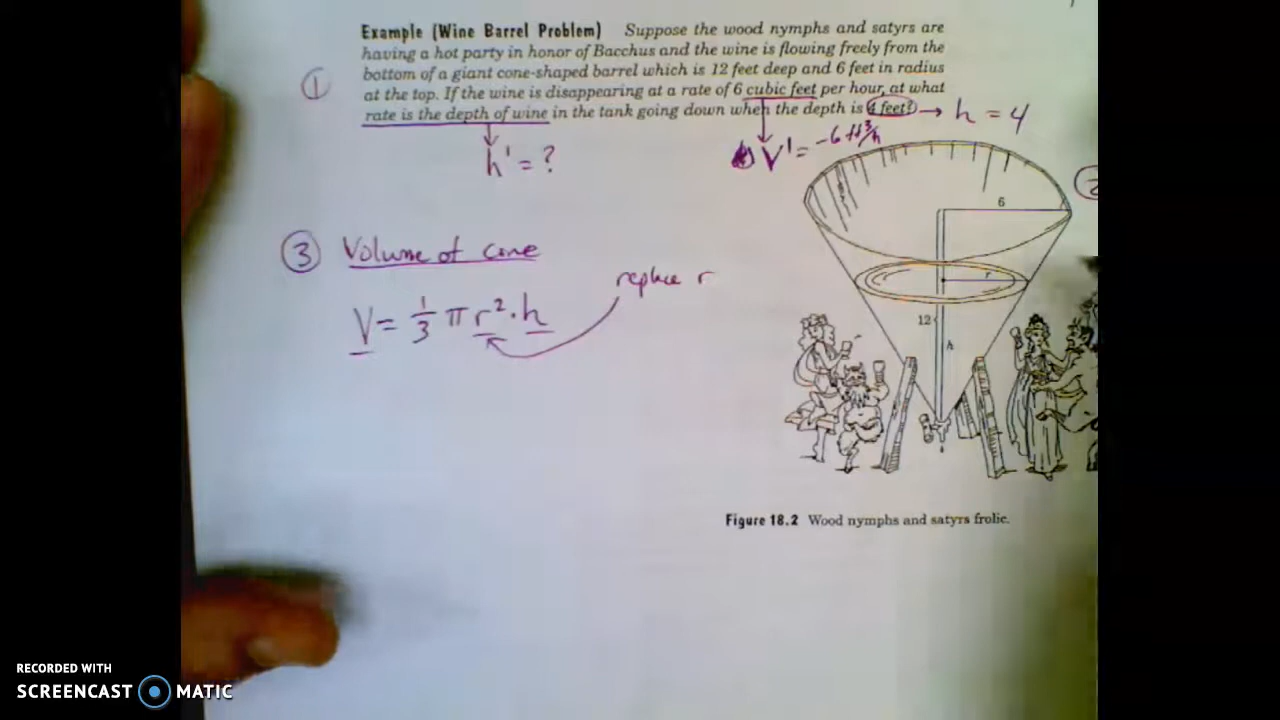 Example (Wine Barrel Problem) Suppose the wood nymphs and satyrs are
having a hot party in honor of Bacchus and the wine is flowing freely from the
bottom of a giant cone-shaped barrel which is 12 feet deep and 6 feet in radius
at the top. If the wine is disappearing at a rate of 6 cubic feet per hour, at what
rate is the depth of wine in the tank going down when the depth is 4 feet? → h = 4
①
h' = ?
V' = -6 ft³/h
②
6
r
12
h
③ Volume of cone
replace r
V = 1/3 π r² · h
Figure 18.2 Wood nymphs and satyrs frolic.
RECORDED WITH
SCREENCAST MATIC